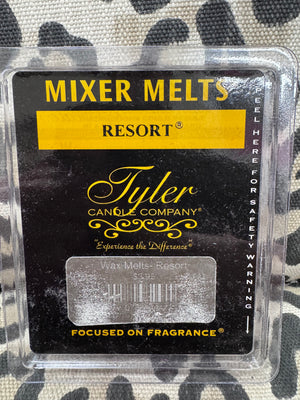 MIXER MELTS
RESORT®
Tyler
CANDLE COMPANY®
"Experience the Difference"
Wax Melts- Resort
FOCUSED ON FRAGRANCE®
PEEL HERE FOR SAFETY WARNING